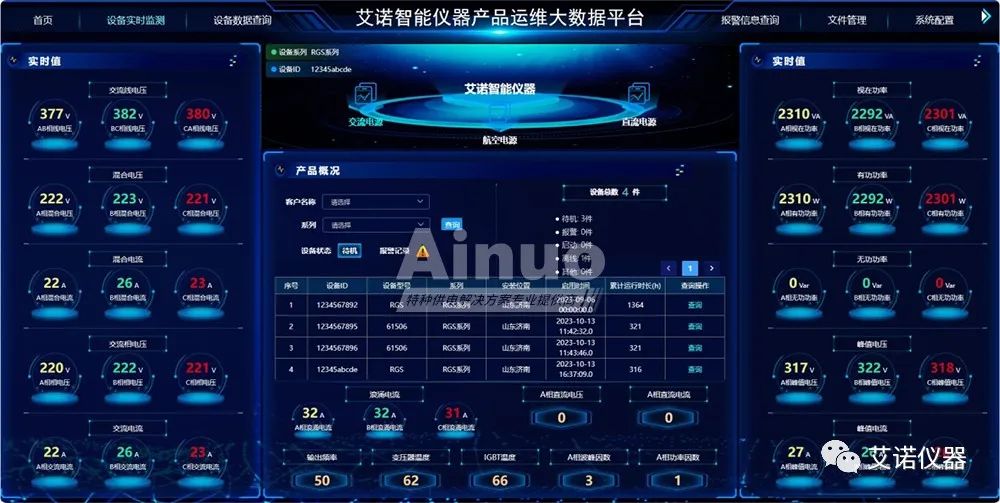 首页
设备实时监测
设备数据查询
艾诺智能仪器产品运维大数据平台
报警信息查询
文件管理
系统配置
实时值
交流线电压
377 V
AB相线电压
382 V
BC相线电压
380 V
CA相线电压
混合电压
222 V
A相混合电压
223 V
B相混合电压
221 V
C相混合电压
混合电流
22 A
A相混合电流
26 A
B相混合电流
23 A
C相混合电流
交流相电压
220 V
A相相电压
222 V
B相相电压
221 V
C相相电压
交流电流
22 A
A相交流电流
26 A
B相交流电流
23 A
C相交流电流
设备系列 RGS系列
设备ID 12345abcde
艾诺智能仪器
交流电源
航空电源
直流电源
产品概况
客户名称 请选择
系列 请选择 查询
设备状态 待机 报警记录
设备总数 4 件
待机: 3件
报警: 0件
启动: 0件
离线: 1件
其他: 0件
1
Ainuo
特种供电解决方案专业提供
序号 设备ID 设备型号 系列 安装位置 启用时间 累计运行时长(h) 查询操作
1 1234567892 RGS RGS系列 山东济南 2023-09-06 00:00:00.0 1364 查询
2 1234567895 61506 RGS系列 山东济南 2023-10-13 11:42:32.0 321 查询
3 1234567896 61506 RGS系列 山东济南 2023-10-13 11:43:46.0 321 查询
4 12345abcde RGS RGS系列 山东济南 2023-10-13 16:37:09.0 316 查询
浪涌电流
32 A
A相浪涌电流
32 A
B相浪涌电流
31 A
C相浪涌电流
A相直流电压
0
A相直流电流
0
输出频率
50
变压器温度
62
IGBT温度
66
A相波峰因数
3
A相功率因数
1
实时值
视在功率
2310 VA
A相视在功率
2292 VA
B相视在功率
2301 VA
C相视在功率
有功功率
2310 W
A相有功功率
2292 W
B相有功功率
2301 W
C相有功功率
无功功率
0 Var
A相无功功率
0 Var
B相无功功率
0 Var
C相无功功率
峰值电压
317 V
A相峰值电压
322 V
B相峰值电压
318 V
C相峰值电压
峰值电流
27 A
A相峰值电流
艾诺仪器